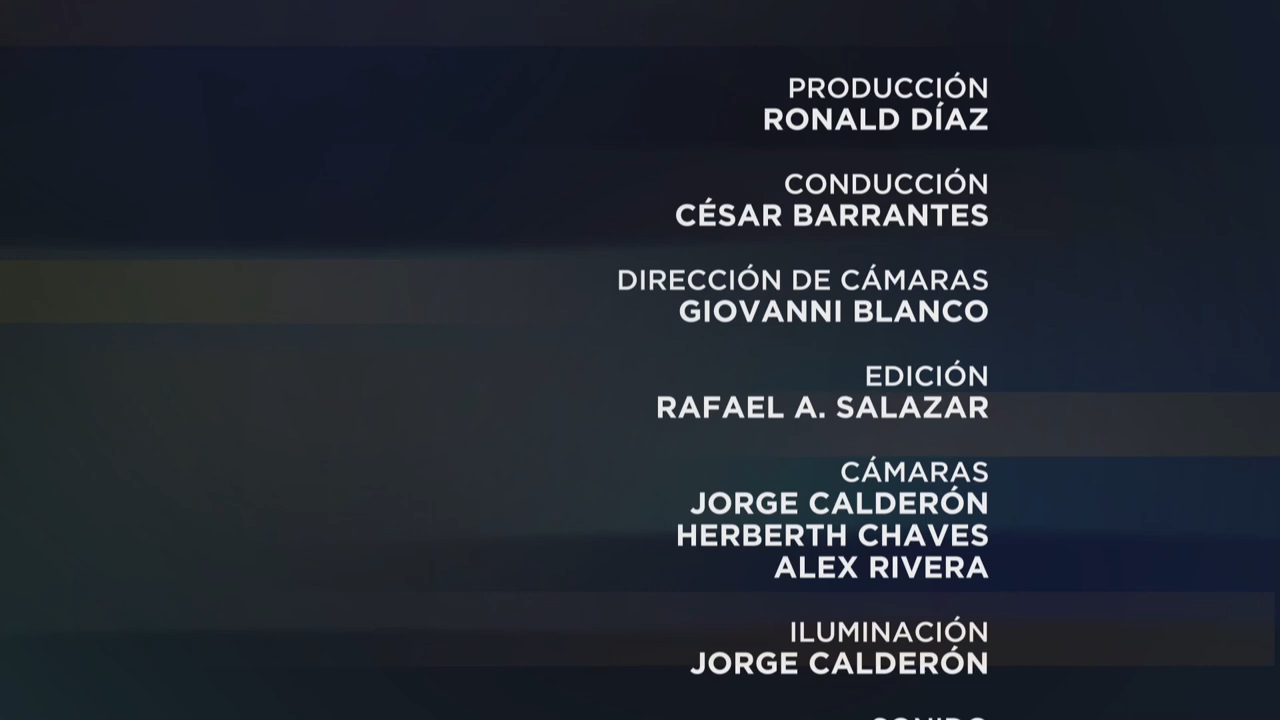 PRODUCCIÓN
RONALD DÍAZ
CONDUCCIÓN
CÉSAR BARRANTES
DIRECCIÓN DE CÁMARAS
GIOVANNI BLANCO
EDICIÓN
RAFAEL A. SALAZAR
CÁMARAS
JORGE CALDERÓN
HERBERTH CHAVES
ALEX RIVERA
ILUMINACIÓN
JORGE CALDERÓN